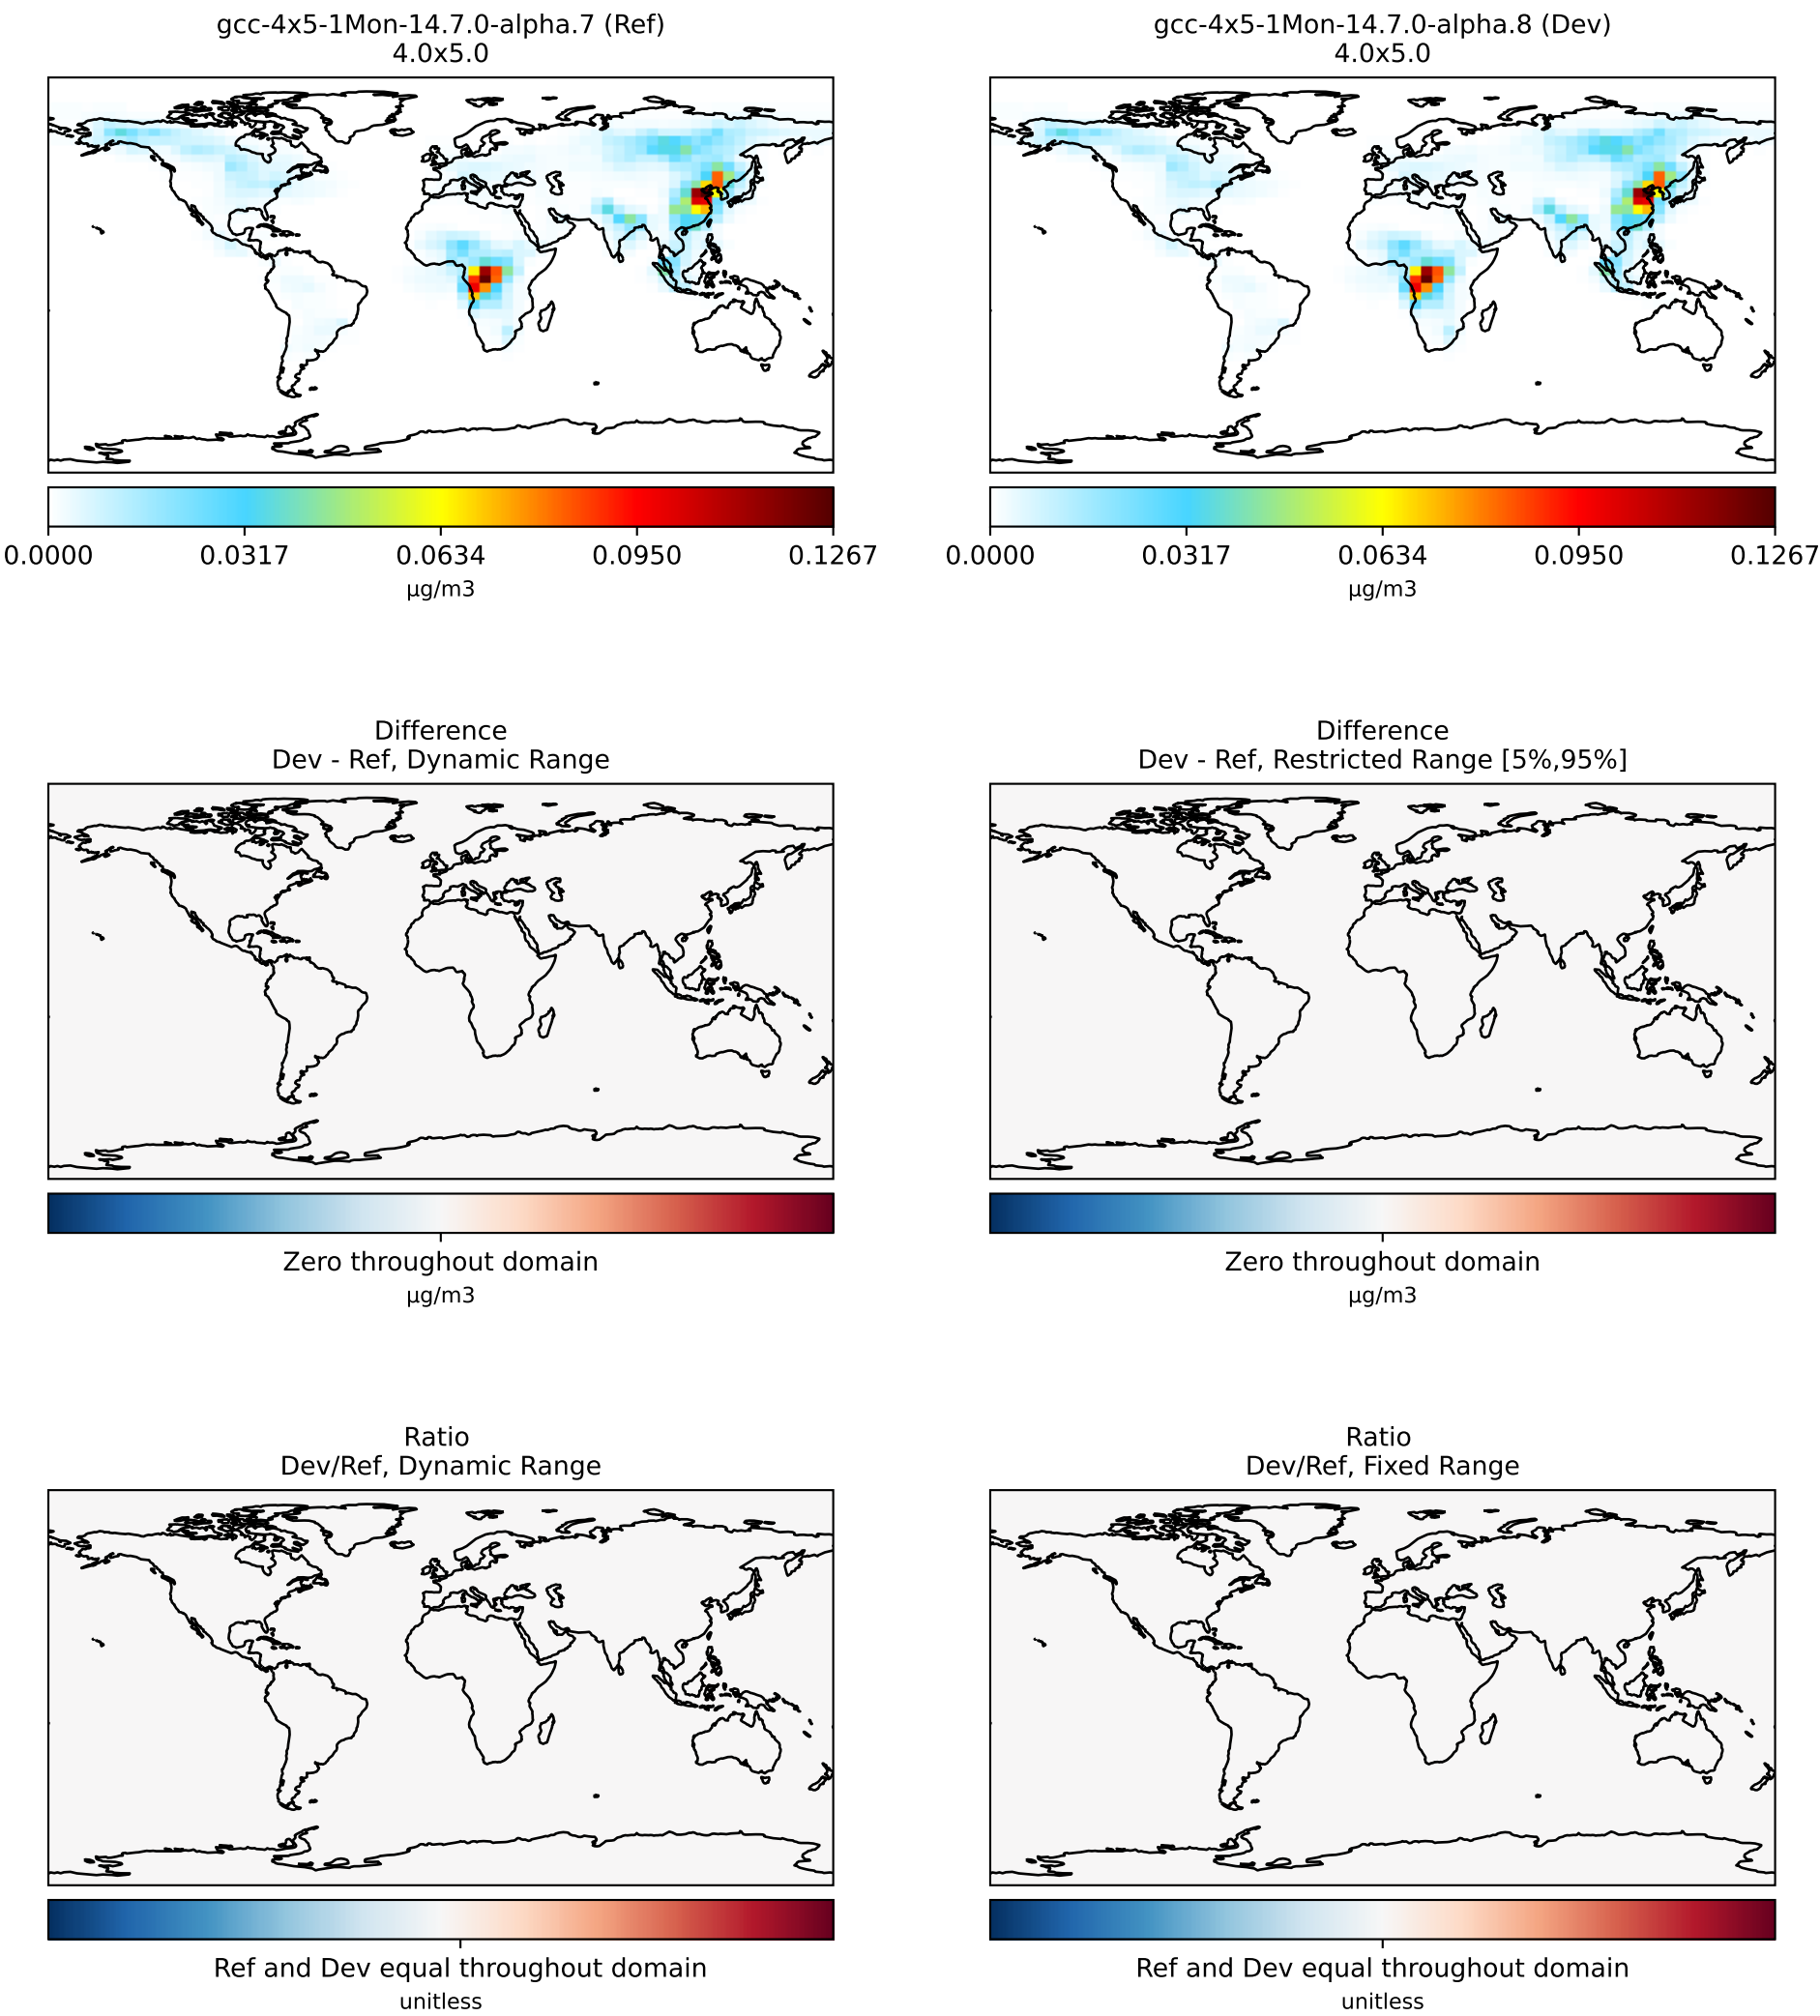 gcc-4x5-1Mon-14.7.0-alpha.7 (Ref)
4.0x5.0
gcc-4x5-1Mon-14.7.0-alpha.8 (Dev)
4.0x5.0
0.0000 0.0317 0.0634 0.0950 0.1267
μg/m3
0.0000 0.0317 0.0634 0.0950 0.1267
μg/m3
Difference
Dev - Ref, Dynamic Range
Difference
Dev - Ref, Restricted Range [5%,95%]
Zero throughout domain
μg/m3
Zero throughout domain
μg/m3
Ratio
Dev/Ref, Dynamic Range
Ratio
Dev/Ref, Fixed Range
Ref and Dev equal throughout domain
unitless
Ref and Dev equal throughout domain
unitless